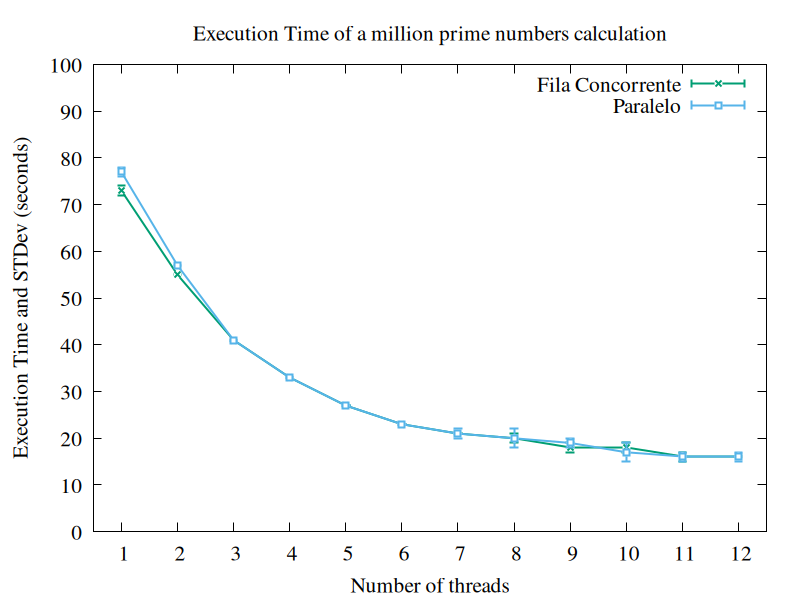 Execution Time of a million prime numbers calculation
Fila Concorrente
Paralelo
Execution Time and STDev (seconds)
100
90
80
70
60
50
40
30
20
10
0
1 2 3 4 5 6 7 8 9 10 11 12
Number of threads